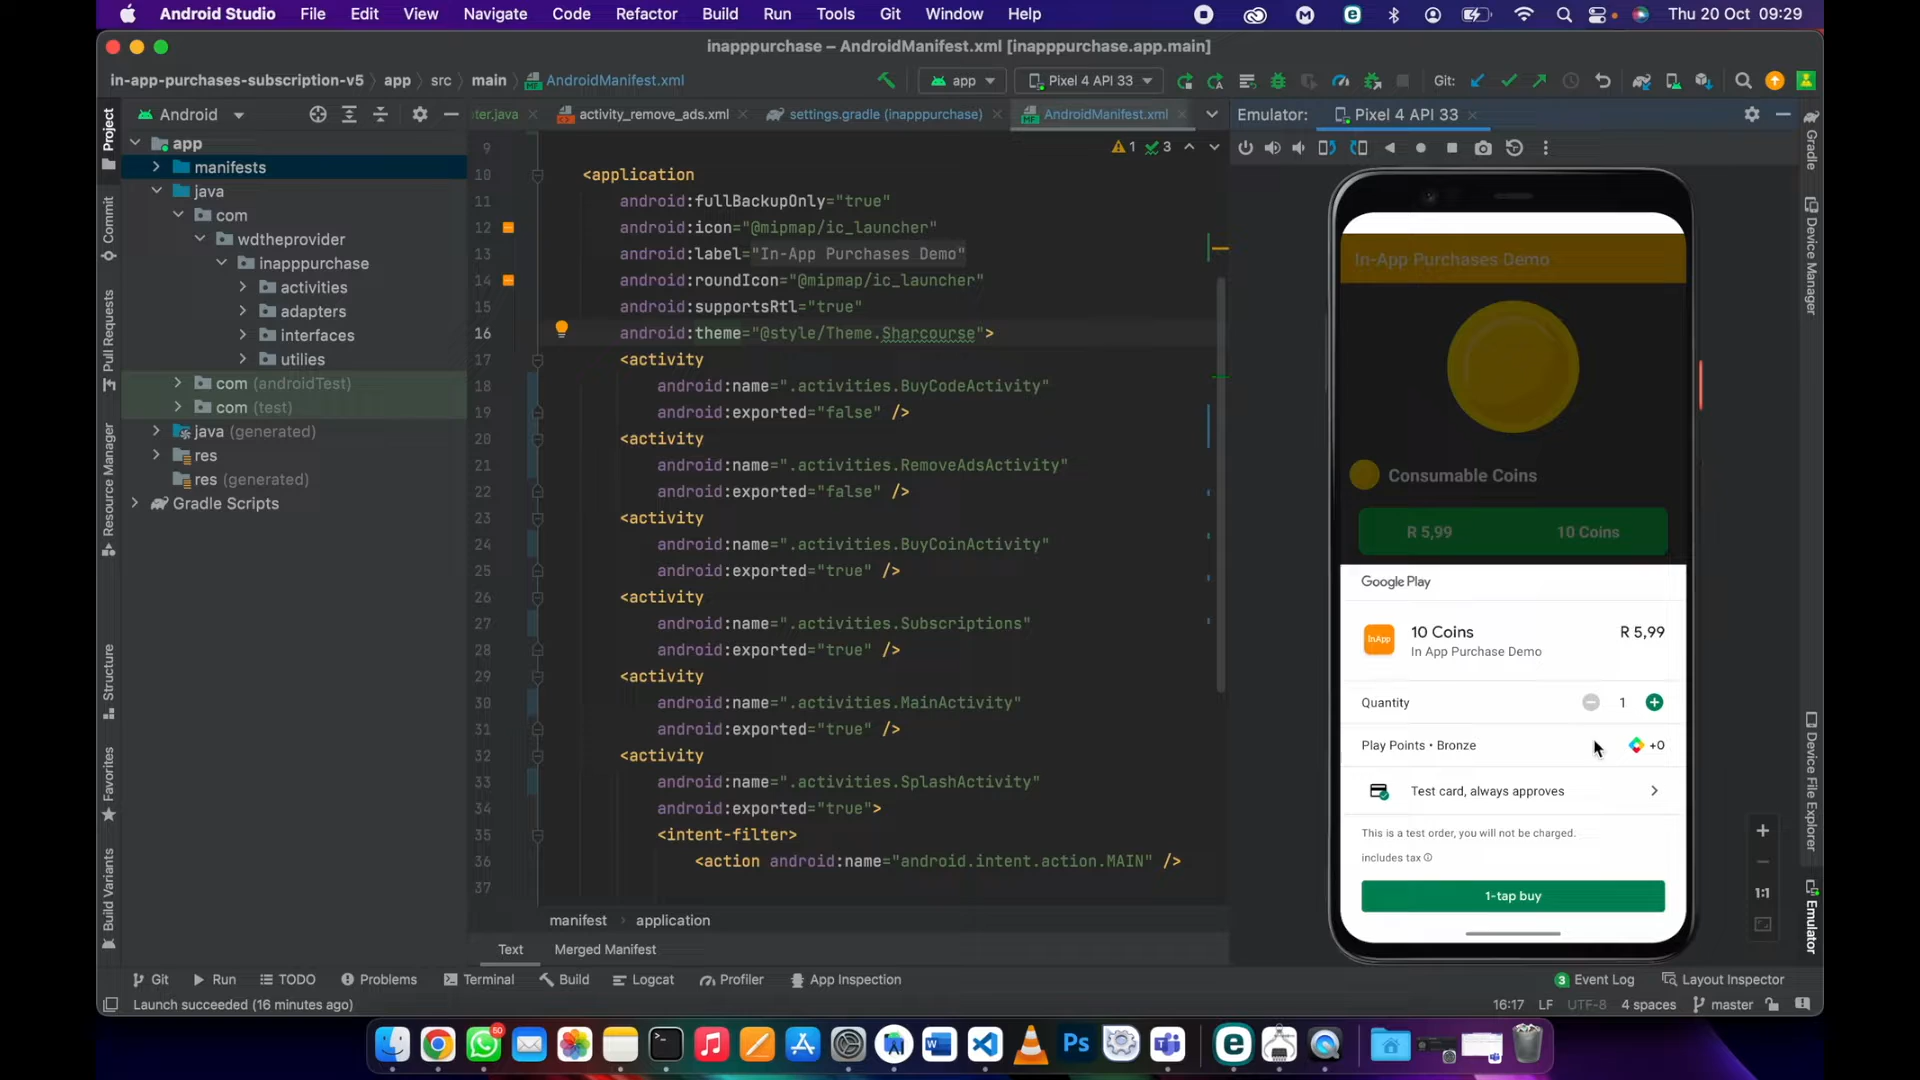 Android Studio File Edit View Navigate Code Refactor Build Run Tools Git Window Help Thu 20 Oct 09:29
inapppurchase – AndroidManifest.xml [inapppurchase.app.main]
in-app-purchases-subscription-v5 app src main AndroidManifest.xml app Pixel 4 API 33 Git:
Android
ter.java activity_remove_ads.xml settings.gradle (inapppurchase) AndroidManifest.xml
Emulator: Pixel 4 API 33
Project
Commit
Pull Requests
Resource Manager
Structure
Favorites
Build Variants
app
manifests
java
com
wdtheprovider
inapppurchase
activities
adapters
interfaces
utilies
com (androidTest)
com (test)
java (generated)
res
res (generated)
Gradle Scripts
1 3
9
10 <application
11 android:fullBackupOnly="true"
12 android:icon="@mipmap/ic_launcher"
13 android:label="In-App Purchases Demo"
14 android:roundIcon="@mipmap/ic_launcher"
15 android:supportsRtl="true"
16 android:theme="@style/Theme.Sharcourse">
17 <activity
18 android:name=".activities.BuyCodeActivity"
19 android:exported="false" />
20 <activity
21 android:name=".activities.RemoveAdsActivity"
22 android:exported="false" />
23 <activity
24 android:name=".activities.BuyCoinActivity"
25 android:exported="true" />
26 <activity
27 android:name=".activities.Subscriptions"
28 android:exported="true" />
29 <activity
30 android:name=".activities.MainActivity"
31 android:exported="true" />
32 <activity
33 android:name=".activities.SplashActivity"
34 android:exported="true">
35 <intent-filter>
36 <action android:name="android.intent.action.MAIN" />
37
manifest application
Text Merged Manifest
In-App Purchases Demo
Consumable Coins
R 5,99 10 Coins
Google Play
InApp
10 Coins R 5,99
In App Purchase Demo
Quantity 1
Play Points • Bronze +0
Test card, always approves
This is a test order, you will not be charged.
includes tax
1-tap buy
1:1
Gradle
Device Manager
Device File Explorer
Emulator
Git Run TODO Problems Terminal Build Logcat Profiler App Inspection 3 Event Log Layout Inspector
Launch succeeded (16 minutes ago) 16:17 LF UTF-8 4 spaces master
50
Ps